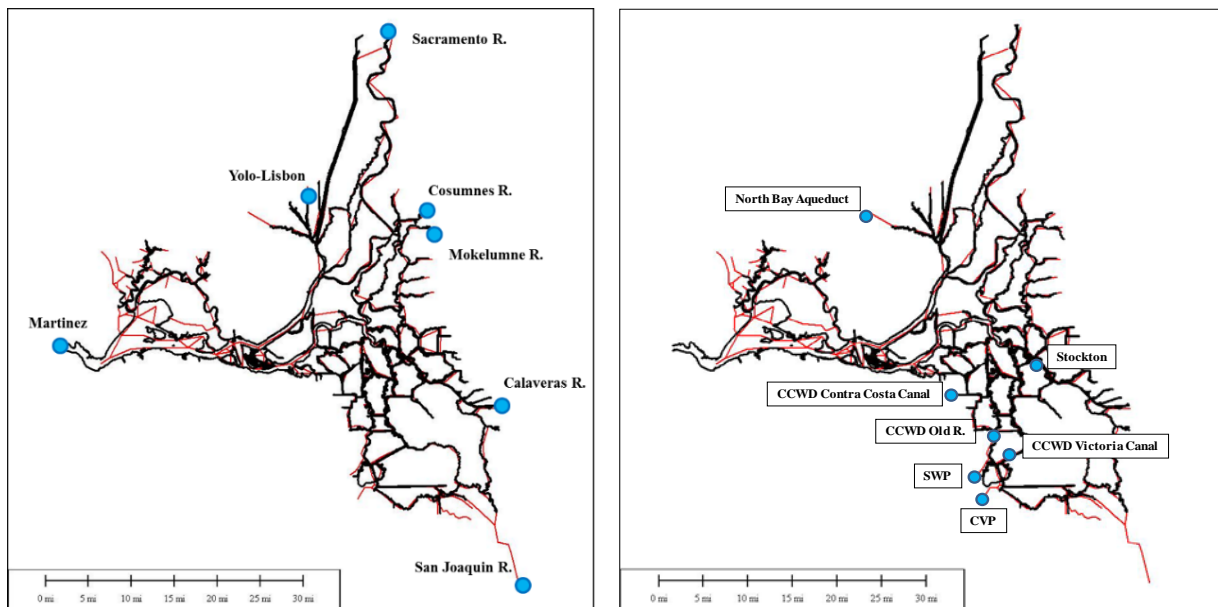 Sacramento R.
Yolo-Lisbon
Cosumnes R.
Mokelumne R.
Martinez
Calaveras R.
San Joaquin R.
0 mi 5 mi 10 mi 15 mi 20 mi 25 mi 30 mi
North Bay Aqueduct
Stockton
CCWD Contra Costa Canal
CCWD Old R.
CCWD Victoria Canal
SWP
CVP
0 mi 5 mi 10 mi 15 mi 20 mi 25 mi 30 mi